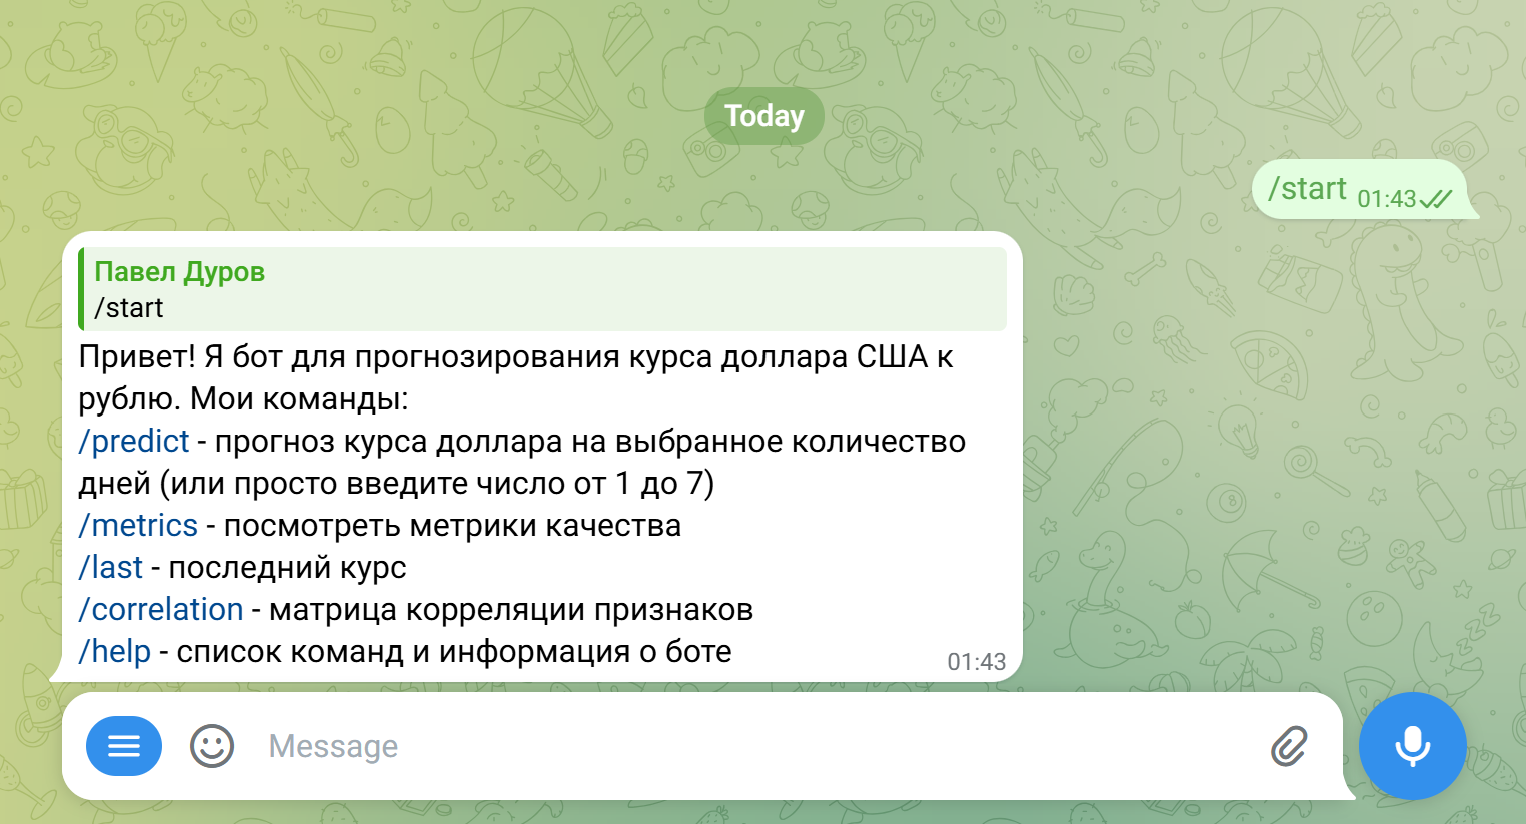 Today
/start 01:43
Павел Дуров
/start
Привет! Я бот для прогнозирования курса доллара США к
рублю. Мои команды:
/predict - прогноз курса доллара на выбранное количество
дней (или просто введите число от 1 до 7)
/metrics - посмотреть метрики качества
/last - последний курс
/correlation - матрица корреляции признаков
/help - список команд и информация о боте
01:43
Message